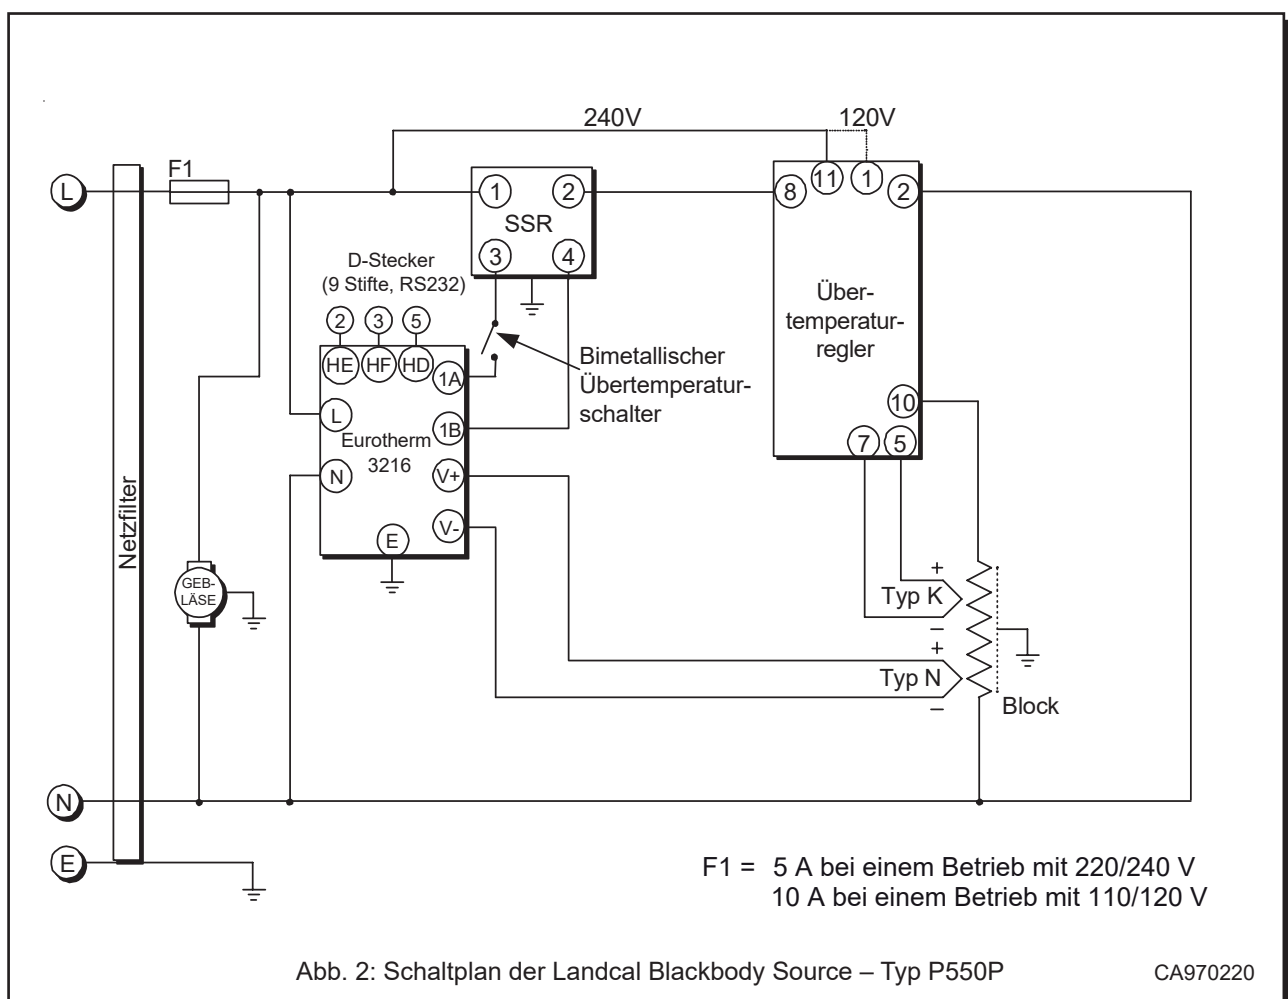 240V
120V
F1
L
1
2
SSR
3
4
8
11
1
2
D-Stecker
(9 Stifte, RS232)
2
3
5
HE
HF
HD
1A
L
1B
Eurotherm
3216
N
V+
V-
E
Bimetallischer
Übertemperatur-
schalter
Über-
temperatur-
regler
10
7
5
Netzfilter
GEB-
LÄSE
+
Typ K
–
+
Typ N
–
Block
N
E
F1 = 5 A bei einem Betrieb mit 220/240 V
10 A bei einem Betrieb mit 110/120 V
Abb. 2: Schaltplan der Landcal Blackbody Source – Typ P550P
CA970220